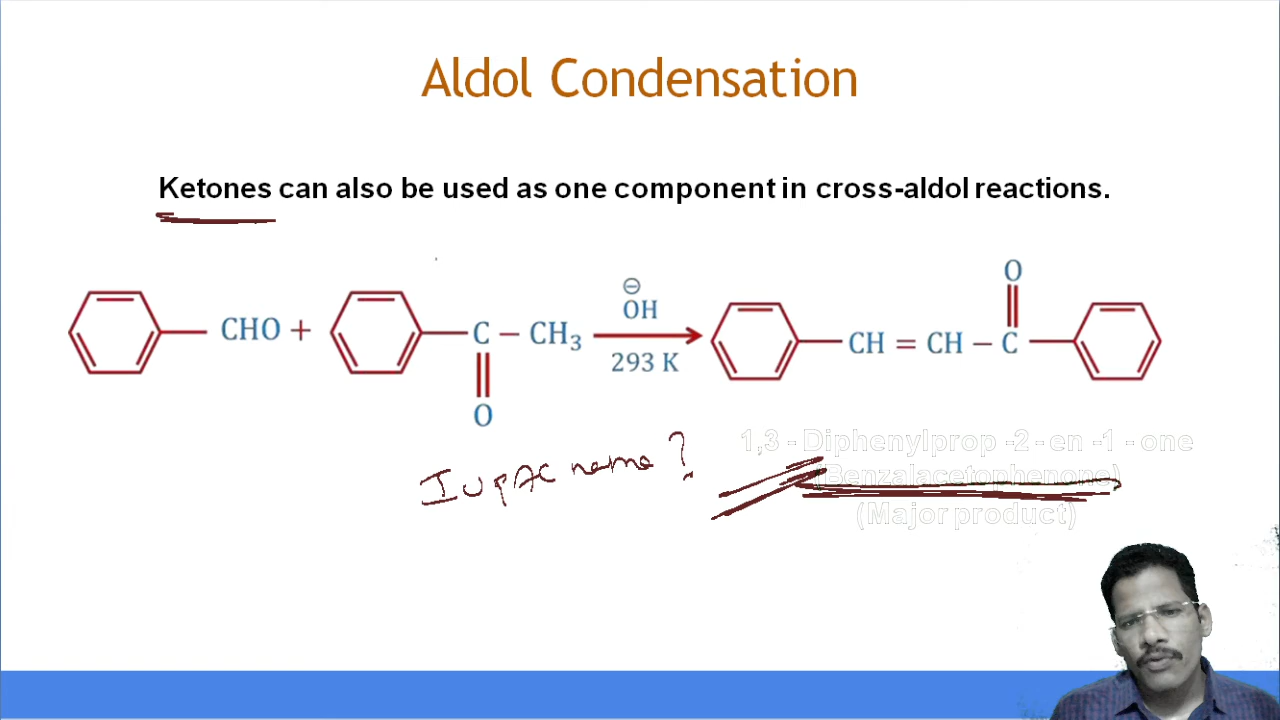 Aldol Condensation
Ketones can also be used as one component in cross-aldol reactions.
CHO + C – CH₃ ⊖OH 293 K CH = CH – C
O O
IUPAC name ?
1,3 - Diphenylprop -2 - en -1 - one
(Benzalacetophenone)
(Major product)